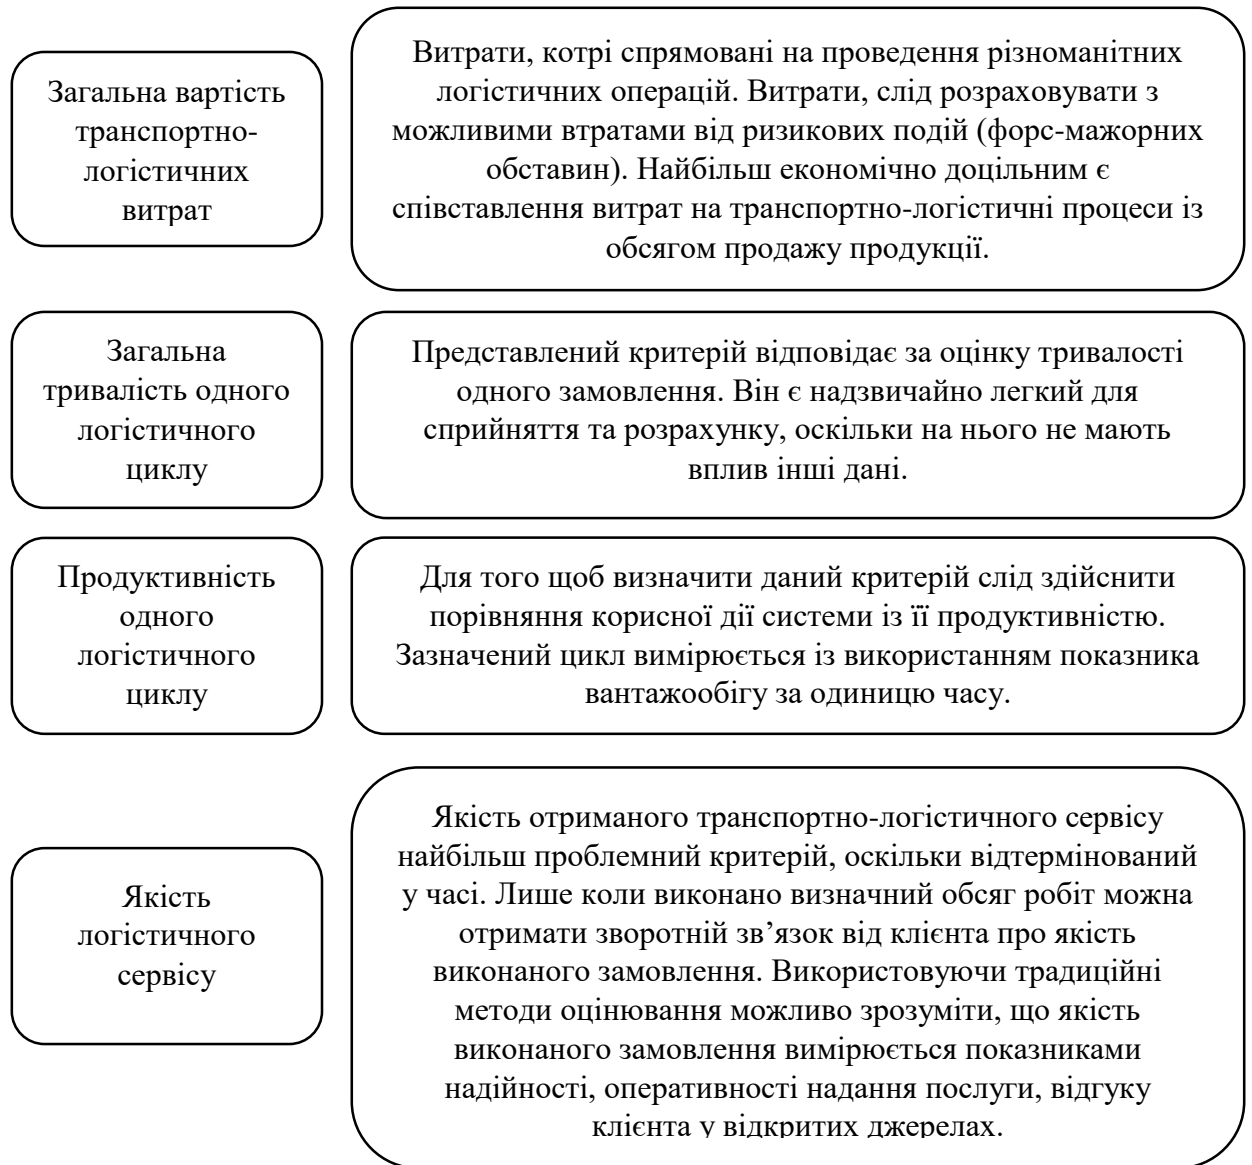 Загальна вартість
транспортно-
логістичних
витрат
Витрати, котрі спрямовані на проведення різноманітних
логістичних операцій. Витрати, слід розраховувати з
можливими втратами від ризикових подій (форс-мажорних
обставин). Найбільш економічно доцільним є
співставлення витрат на транспортно-логістичні процеси із
обсягом продажу продукції.
Загальна
тривалість одного
логістичного
циклу
Представлений критерій відповідає за оцінку тривалості
одного замовлення. Він є надзвичайно легкий для
сприйняття та розрахунку, оскільки на нього не мають
вплив інші дані.
Продуктивність
одного
логістичного
циклу
Для того щоб визначити даний критерій слід здійснити
порівняння корисної дії системи із її продуктивністю.
Зазначений цикл вимірюється із використанням показника
вантажообігу за одиницю часу.
Якість
логістичного
сервісу
Якість отриманого транспортно-логістичного сервісу
найбільш проблемний критерій, оскільки відтермінований
у часі. Лише коли виконано визначний обсяг робіт можна
отримати зворотній зв’язок від клієнта про якість
виконаного замовлення. Використовуючи традиційні
методи оцінювання можливо зрозуміти, що якість
виконаного замовлення вимірюється показниками
надійності, оперативності надання послуги, відгуку
клієнта у відкритих джерелах.